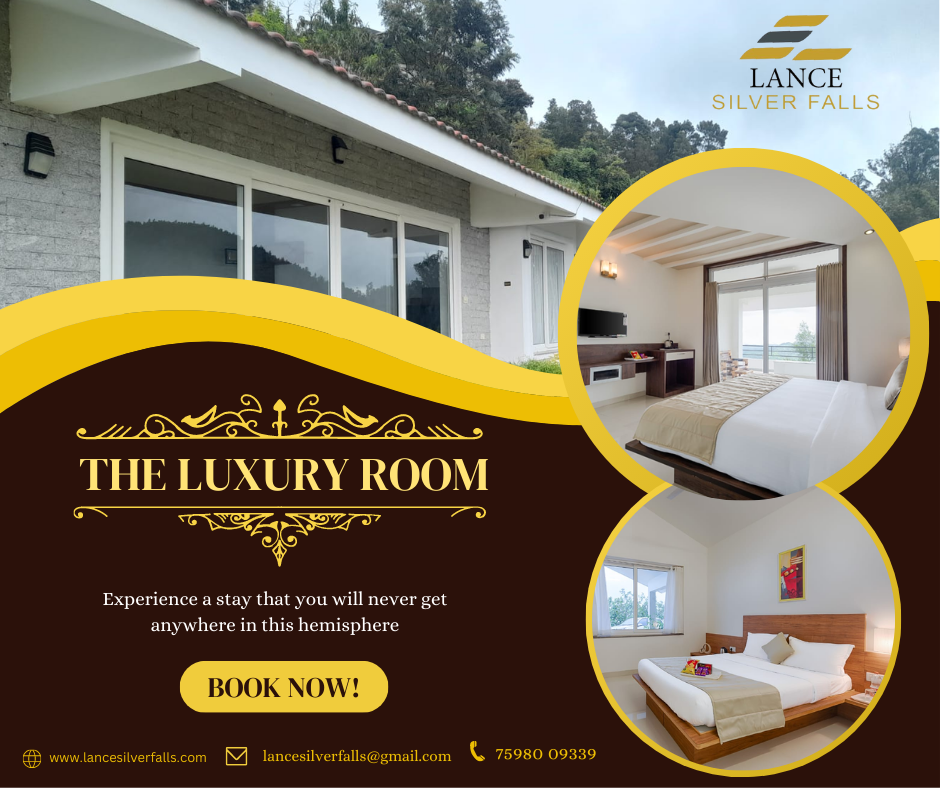 LANCE
SILVER FALLS
THE LUXURY ROOM
Experience a stay that you will never get
anywhere in this hemisphere
BOOK NOW!
www.lancesilverfalls.com
lancesilverfalls@gmail.com
75980 09339